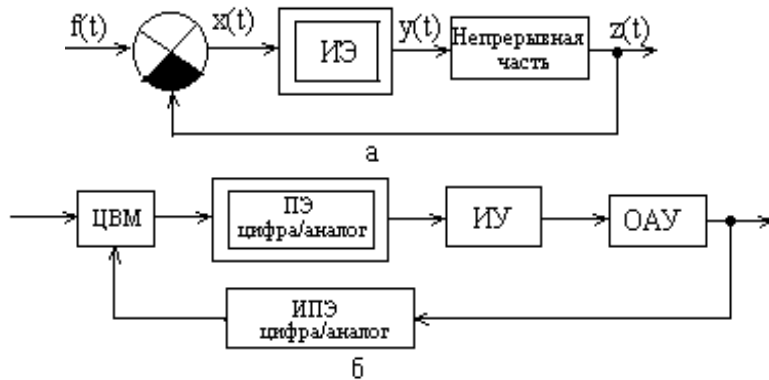 f(t)
x(t)
ИЭ
y(t)
Непрерывная
часть
z(t)
а
ЦВМ
ПЭ
цифра/аналог
ИУ
ОАУ
ИПЭ
цифра/аналог
б